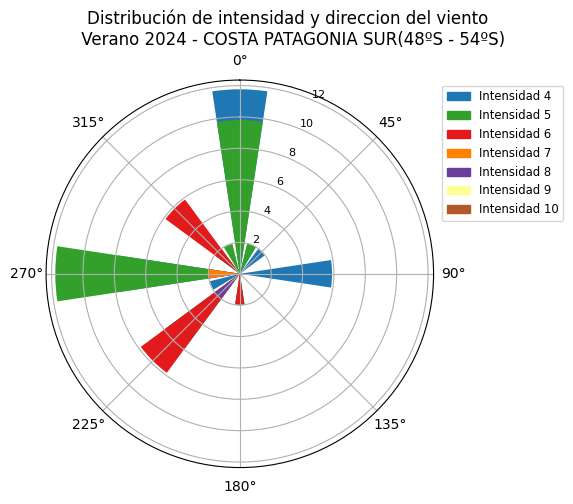 Distribución de intensidad y direccion del viento
Verano 2024 - COSTA PATAGONIA SUR(48ºS - 54ºS)
0°
45°
90°
135°
180°
225°
270°
315°
2
4
6
8
10
12
Intensidad 4
Intensidad 5
Intensidad 6
Intensidad 7
Intensidad 8
Intensidad 9
Intensidad 10